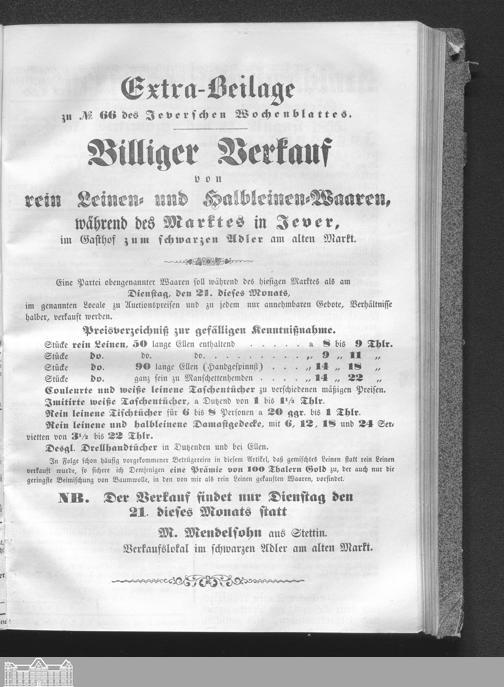 Extra-Beilage
zu № 66 des Jeverschen Wochenblattes.
Billiger Verkauf
von
rein Leinen- und Halbleinen-Waaren,
während des Marktes in Jever,
im Gasthof zum schwarzen Adler am alten Markt.
Eine Partei obengenannter Waaren soll während des hiesigen Marktes als am
Dienstag, den 21. dieses Monats,
im genannten Locale zu Auctionspreisen und zu jedem nur annehmbaren Gebote, Verhältnisse
halber, verkauft werden.
Preisverzeichniß zur gefälligen Kenntnißnahme.
Stücke rein Leinen, 50 lange Ellen enthaltend . . . . . a 8 bis 9 Thlr.
Stücke do. do. do. . . . . . . . . . „ 9 „ 11 „
Stücke do. 90 lange Ellen (Handgespinnst) . . . . „ 14 „ 18 „
Stücke do. ganz fein zu Manschettenhemden . . . . „ 14 „ 22 „
Couleurte und weiße leinene Taschentücher zu verschiedenen mäßigen Preisen.
Imitirte weiße Taschentücher, a Dutzend von 1 bis 1½ Thlr.
Rein leinene Tischtücher für 6 bis 8 Personen a 20 ggr. bis 1 Thlr.
Rein leinene und halbleinene Damastgedecke, mit 6, 12, 18 und 24 Ser-
vietten von 3½ bis 22 Thlr.
Desgl. Drellhandtücher in Dutzenden und bei Ellen.
In Folge schon häufig vorgekommener Betrügereien in diesem Artikel, daß gemischtes Leinen statt rein Leinen
verkauft wurde, so sichere ich Demjenigen eine Prämie von 100 Thalern Gold zu, der auch nur die
geringste Beimischung von Baumwolle, in den von mir als rein Leinen gekauften Waaren, vorfindet.
NB. Der Verkauf findet nur Dienstag den
21. dieses Monats statt
M. Mendelsohn aus Stettin.
Verkaufslokal im schwarzen Adler am alten Markt.